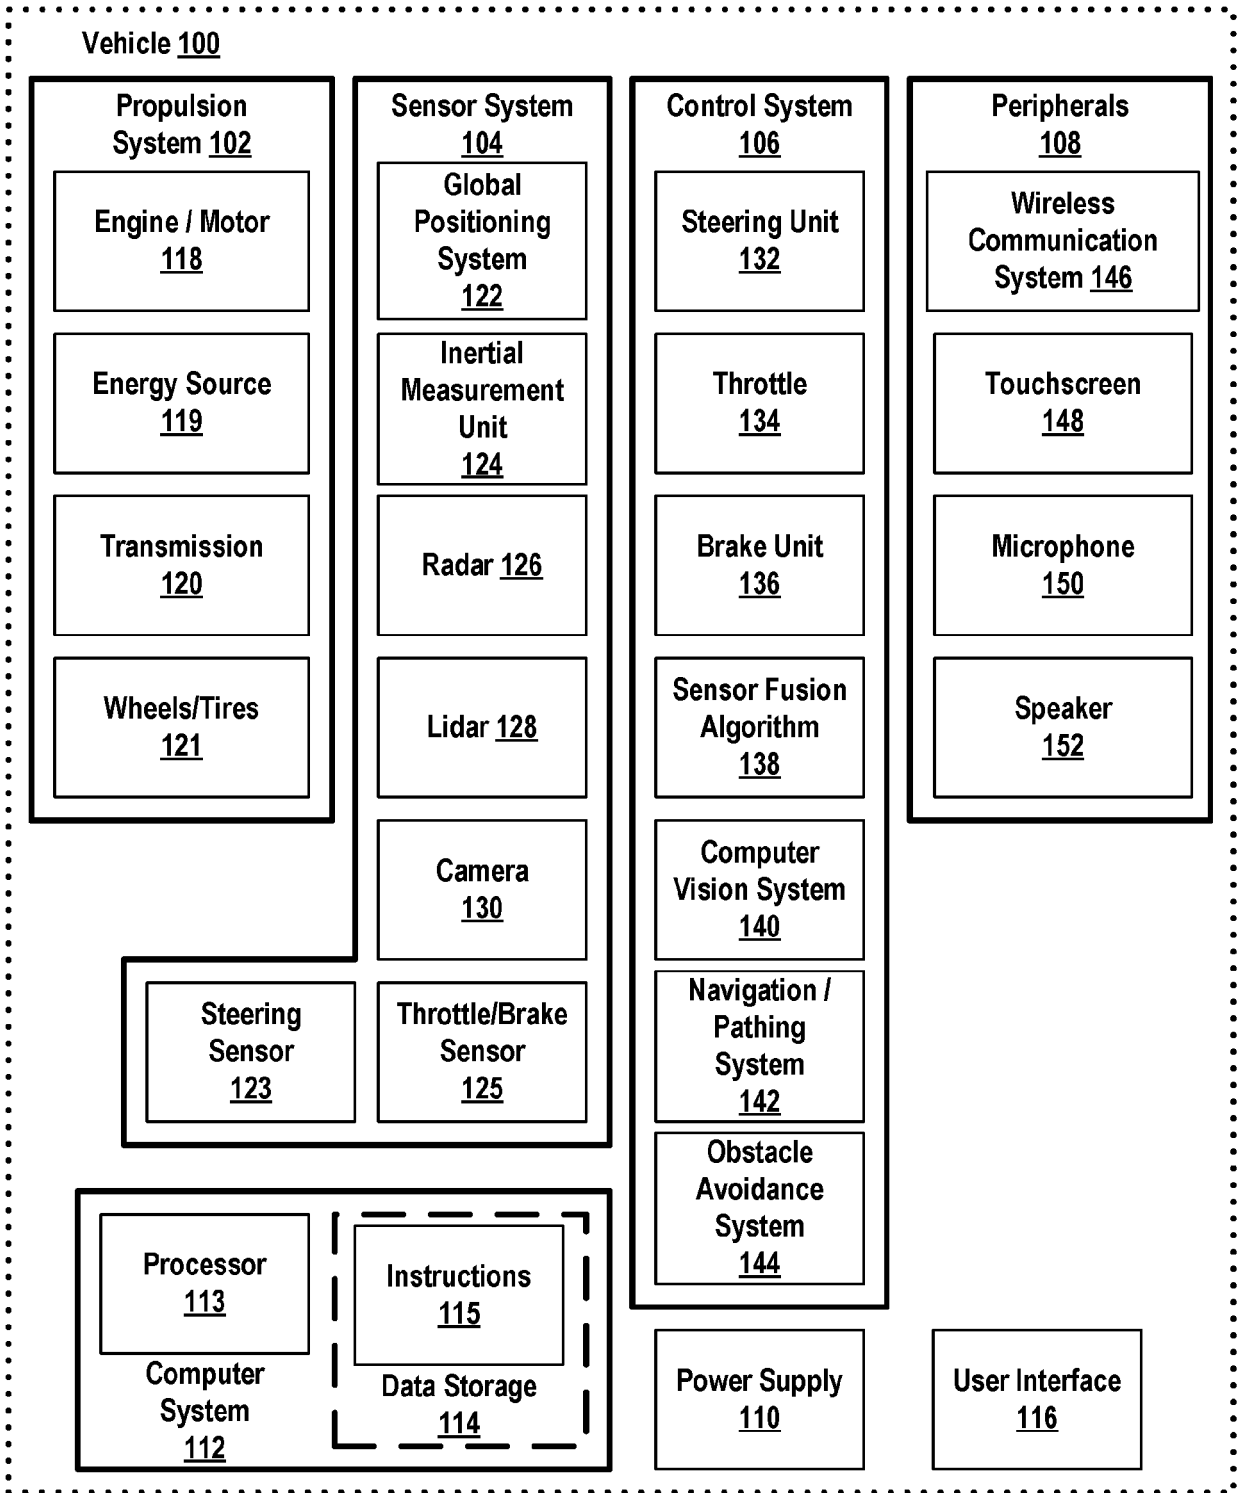 Vehicle 100
Propulsion
System 102
Engine / Motor
118
Energy Source
119
Transmission
120
Wheels/Tires
121
Sensor System
104
Global
Positioning
System
122
Inertial
Measurement
Unit
124
Radar 126
Lidar 128
Camera
130
Steering
Sensor
123
Throttle/Brake
Sensor
125
Control System
106
Steering Unit
132
Throttle
134
Brake Unit
136
Sensor Fusion
Algorithm
138
Computer
Vision System
140
Navigation /
Pathing
System
142
Obstacle
Avoidance
System
144
Peripherals
108
Wireless
Communication
System 146
Touchscreen
148
Microphone
150
Speaker
152
Processor
113
Computer
System
112
Instructions
115
Data Storage
114
Power Supply
110
User Interface
116